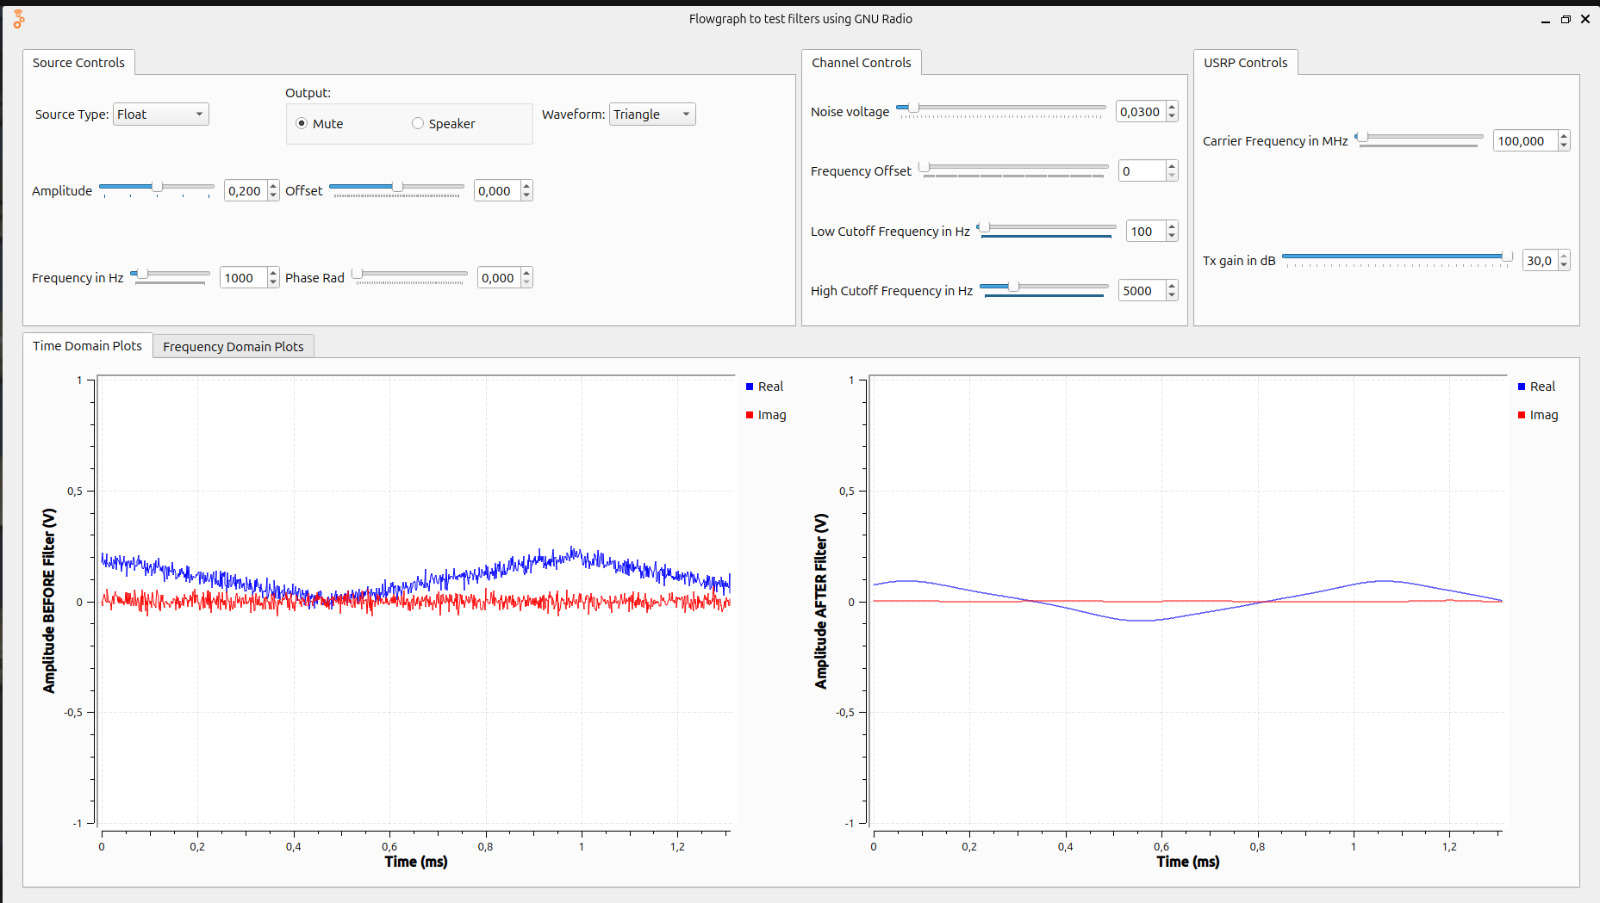 Flowgraph to test filters using GNU Radio
Source Controls
Source Type: Float
Output:
Mute Speaker
Waveform: Triangle
Amplitude 0,200 Offset 0,000
Frequency in Hz 1000 Phase Rad 0,000
Channel Controls
Noise voltage 0,0300
Frequency Offset 0
Low Cutoff Frequency in Hz 100
High Cutoff Frequency in Hz 5000
USRP Controls
Carrier Frequency in MHz 100,000
Tx gain in dB 30,0
Time Domain Plots Frequency Domain Plots
Amplitude BEFORE Filter (V)
1
0,5
0
-0,5
-1
0 0,2 0,4 0,6 0,8 1 1,2
Time (ms)
Real
Imag
Amplitude AFTER Filter (V)
1
0,5
0
-0,5
-1
0 0,2 0,4 0,6 0,8 1 1,2
Time (ms)
Real
Imag